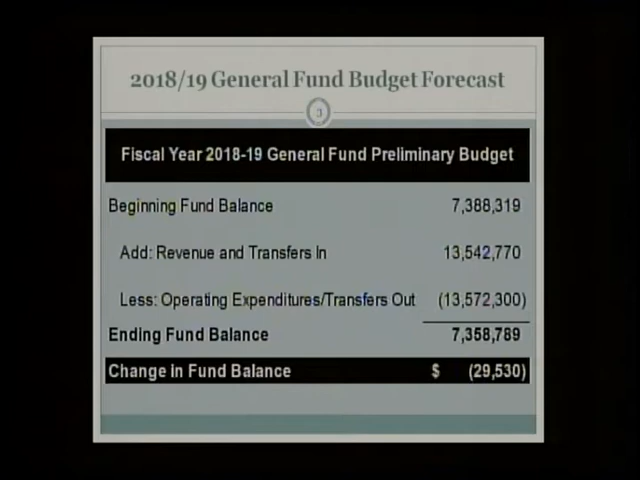 2018/19 General Fund Budget Forecast
3
Fiscal Year 2018-19 General Fund Preliminary Budget
Beginning Fund Balance 7,388,319
Add: Revenue and Transfers In 13,542,770
Less: Operating Expenditures/Transfers Out (13,572,300)
Ending Fund Balance 7,358,789
Change in Fund Balance $ (29,530)